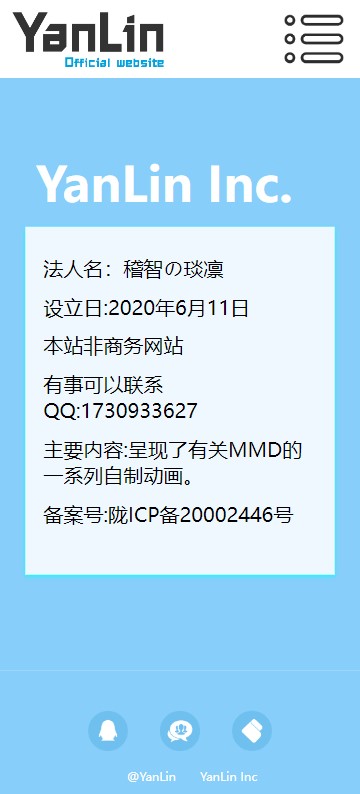 YanLin
Official website
YanLin Inc.
法人名：稽智の琰凛
设立日:2020年6月11日
本站非商务网站
有事可以联系
QQ:1730933627
主要内容:呈现了有关MMD的
一系列自制动画。
备案号:陇ICP备20002446号
@YanLin YanLin Inc